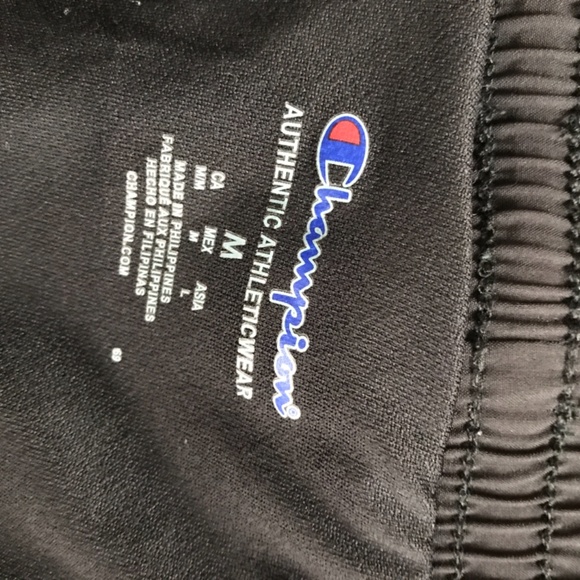 Champion
AUTHENTIC ATHLETICWEAR
M
CA MEX ASIA
M/M M L
MADE IN PHILIPPINES
FABRIQUÉ AUX PHILIPPINES
HECHO EN FILIPINAS
CHAMPION.COM